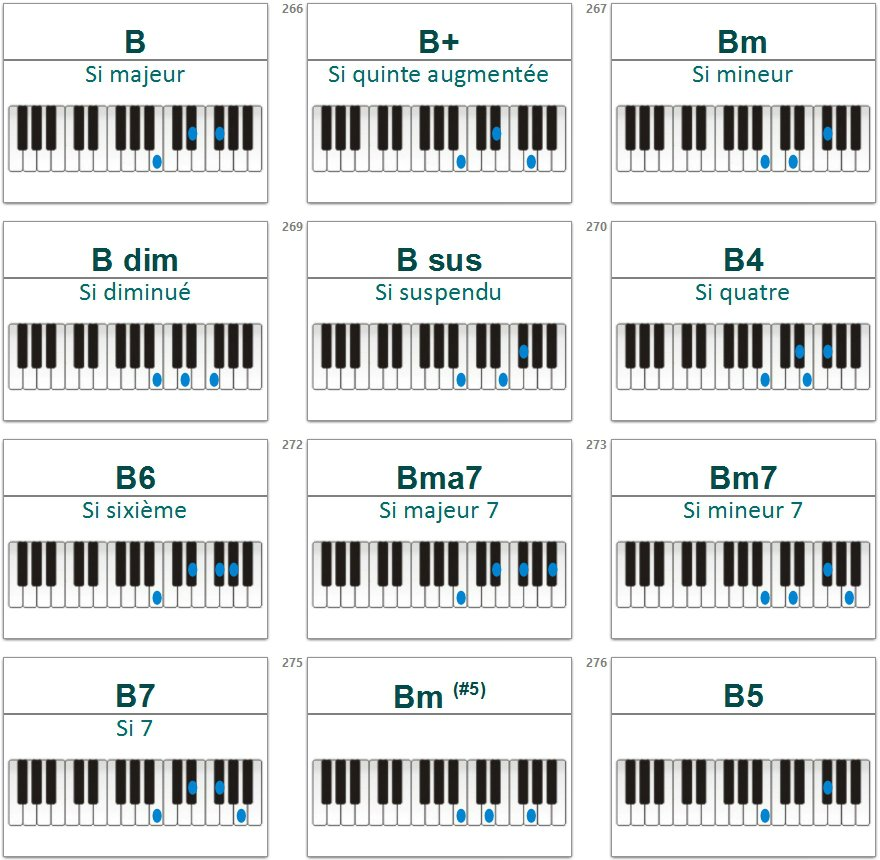 B
Si majeur
266
B+
Si quinte augmentée
267
Bm
Si mineur
B dim
Si diminué
269
B sus
Si suspendu
270
B4
Si quatre
B6
Si sixième
272
Bma7
Si majeur 7
273
Bm7
Si mineur 7
B7
Si 7
275
Bm (#5)
276
B5